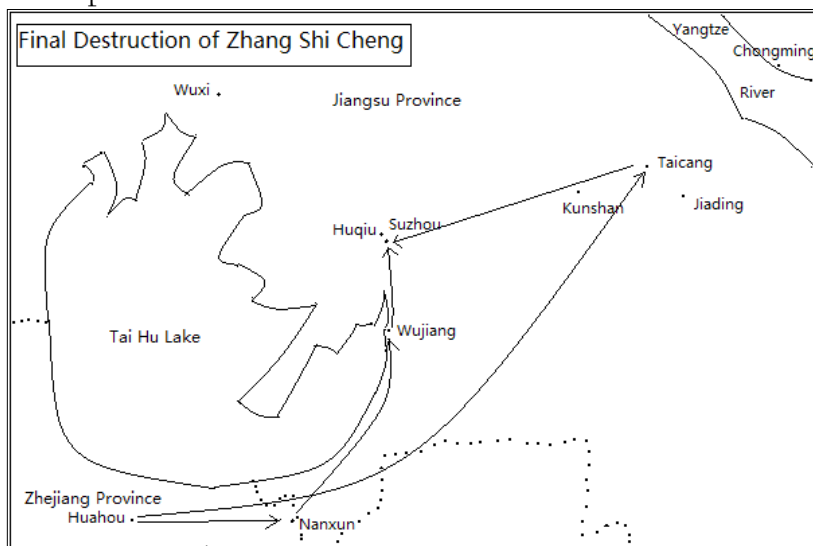 Final Destruction of Zhang Shi Cheng
Yangtze
Chongming
River
Wuxi
Jiangsu Province
Taicang
Kunshan
Jiading
Huqiu
Suzhou
Wujiang
Tai Hu Lake
Zhejiang Province
Huahou
Nanxun